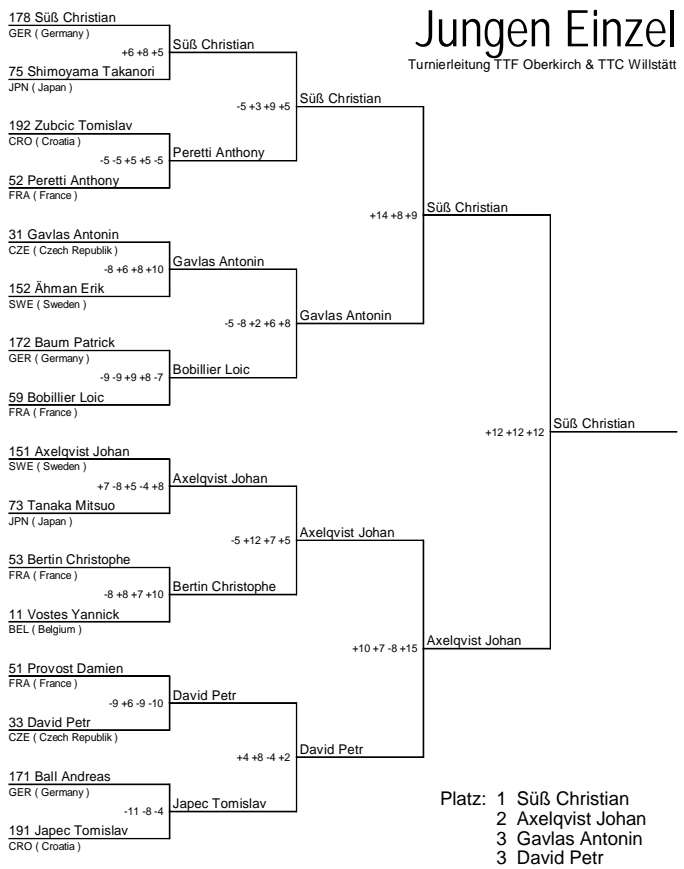 Jungen Einzel
Turnierleitung TTF Oberkirch & TTC Willstätt
178 Süß Christian
GER ( Germany )
+6 +8 +5
Süß Christian
75 Shimoyama Takanori
JPN ( Japan )
-5 +3 +9 +5
Süß Christian
192 Zubcic Tomislav
CRO ( Croatia )
-5 -5 +5 +5 -5
Peretti Anthony
52 Peretti Anthony
FRA ( France )
+14 +8 +9
Süß Christian
31 Gavlas Antonin
CZE ( Czech Republik )
-8 +6 +8 +10
Gavlas Antonin
152 Ähman Erik
SWE ( Sweden )
-5 -8 +2 +6 +8
Gavlas Antonin
172 Baum Patrick
GER ( Germany )
-9 -9 +9 +8 -7
Bobillier Loic
59 Bobillier Loic
FRA ( France )
+12 +12 +12
Süß Christian
151 Axelqvist Johan
SWE ( Sweden )
+7 -8 +5 -4 +8
Axelqvist Johan
73 Tanaka Mitsuo
JPN ( Japan )
-5 +12 +7 +5
Axelqvist Johan
53 Bertin Christophe
FRA ( France )
-8 +8 +7 +10
Bertin Christophe
11 Vostes Yannick
BEL ( Belgium )
+10 +7 -8 +15
Axelqvist Johan
51 Provost Damien
FRA ( France )
-9 +6 -9 -10
David Petr
33 David Petr
CZE ( Czech Republik )
+4 +8 -4 +2
David Petr
171 Ball Andreas
GER ( Germany )
-11 -8 -4
Japec Tomislav
191 Japec Tomislav
CRO ( Croatia )
Platz: 1 Süß Christian
2 Axelqvist Johan
3 Gavlas Antonin
3 David Petr